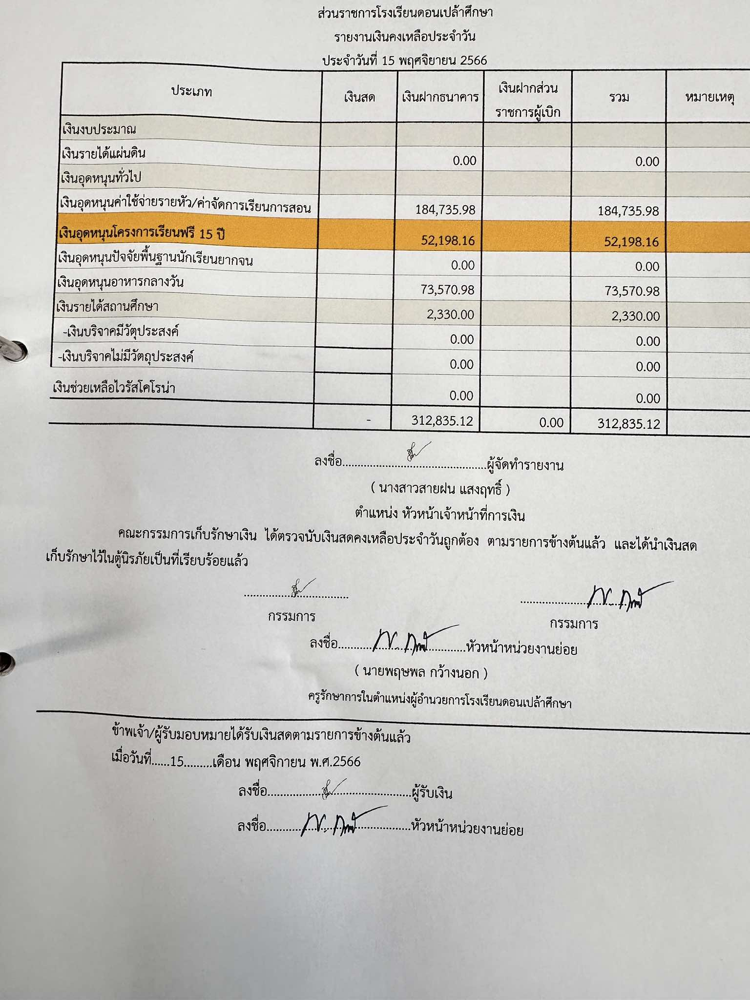 ส่วนราชการโรงเรียนดอนเปล้าศึกษา
รายงานเงินคงเหลือประจำวัน
ประจำวันที่ 15 พฤศจิยายน 2566
ประเภท เงินสด เงินฝากธนาคาร เงินฝากส่วนราชการผู้เบิก รวม หมายเหตุ
เงินงบประมาณ
เงินรายได้แผ่นดิน 0.00 0.00
เงินอุดหนุนทั่วไป
เงินอุดหนุนค่าใช้จ่ายรายหัว/ค่าจัดการเรียนการสอน 184,735.98 184,735.98
เงินอุดหนุนโครงการเรียนฟรี 15 ปี 52,198.16 52,198.16
เงินอุดหนุนปัจจัยพื้นฐานนักเรียนยากจน 0.00 0.00
เงินอุดหนุนอาหารกลางวัน 73,570.98 73,570.98
เงินรายได้สถานศึกษา 2,330.00 2,330.00
-เงินบริจาคมีวัตุประสงค์ 0.00 0.00
-เงินบริจาคไม่มีวัตถุประสงค์ 0.00 0.00
เงินช่วยเหลือไวรัสโคโรน่า 0.00 0.00
- 312,835.12 0.00 312,835.12
ลงชื่อ...............................................ผู้จัดทำรายงาน
( นางสาวสายฝน แสงฤทธิ์ )
ตำแหน่ง หัวหน้าเจ้าหน้าที่การเงิน
คณะกรรมการเก็บรักษาเงิน ได้ตรวจนับเงินสดคงเหลือประจำวันถูกต้อง ตามรายการข้างต้นแล้ว และได้นำเงินสด
เก็บรักษาไว้ในตู้นิรภัยเป็นที่เรียบร้อยแล้ว
กรรมการ กรรมการ
ลงชื่อ..........................................หัวหน้าหน่วยงานย่อย
( นายพฤษพล กว้างนอก )
ครูรักษาการในตำแหน่งผู้อำนวยการโรงเรียนดอนเปล้าศึกษา
ข้าพเจ้า/ผู้รับมอบหมายได้รับเงินสดตามรายการข้างต้นแล้ว
เมื่อวันที่......15.........เดือน พฤศจิกายน พ.ศ.2566
ลงชื่อ...............................................ผู้รับเงิน
ลงชื่อ...............................................หัวหน้าหน่วยงานย่อย